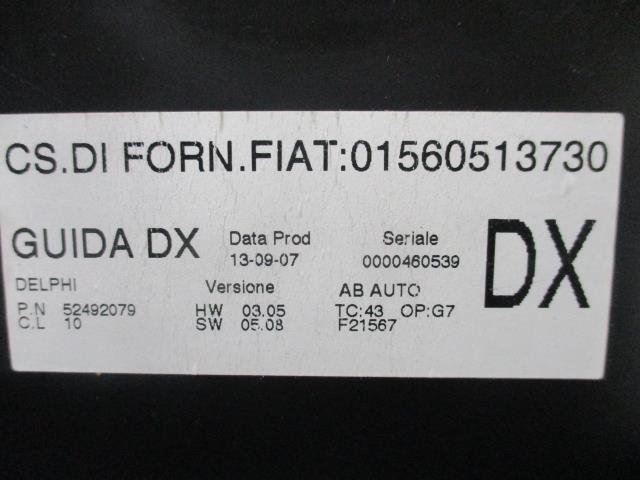 CS.DI FORN.FIAT:01560513730
GUIDA DX
Data Prod
13-09-07
Seriale
0000460539
DX
DELPHI
P.N 52492079
C.L 10
Versione
HW 03.05
SW 05.08
AB AUTO
TC:43 OP:G7
F21567